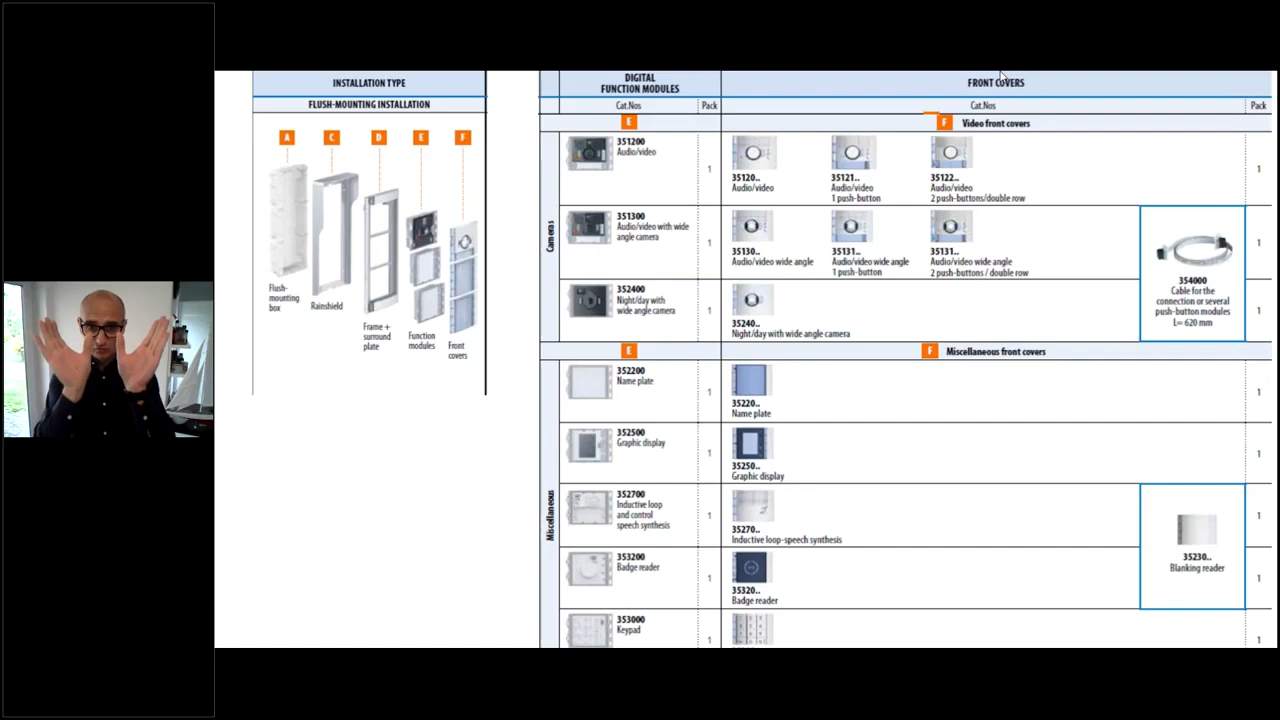 INSTALLATION TYPE
FLUSH-MOUNTING INSTALLATION
A
C
D
E
F
Flush-
mounting
box
Rainshield
Frame +
surround
plate
Function
modules
Front
covers
DIGITAL
FUNCTION MODULES
FRONT COVERS
Cat.Nos
Pack
Cat.Nos
Pack
E
F
Video front covers
Cameras
351200
Audio/video
1
35120..
Audio/video
35121..
Audio/video
1 push-button
35122..
Audio/video
2 push-buttons/double row
1
351300
Audio/video with wide
angle camera
1
35130..
Audio/video wide angle
35131..
Audio/video wide angle
1 push-button
35131..
Audio/video wide angle
2 push-buttons / double row
1
352400
Night/day with
wide angle camera
1
35240..
Night/day with wide angle camera
1
354000
Cable for the
connection or several
push-button modules
L= 620 mm
E
F
Miscellaneous front covers
Miscellaneous
352200
Name plate
1
35220..
Name plate
1
352500
Graphic display
1
35250..
Graphic display
1
352700
Inductive loop
and control
speech synthesis
1
35270..
Inductive loop-speech synthesis
1
35230..
Blanking reader
353200
Badge reader
1
35320..
Badge reader
1
353000
Keypad
1
1